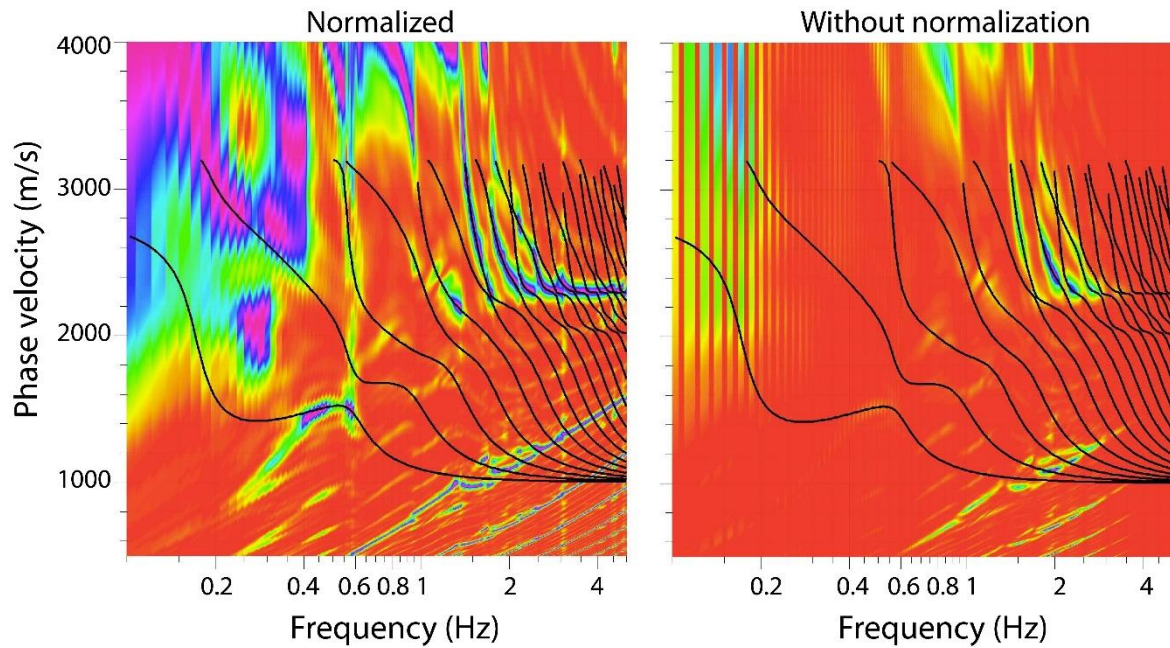 Normalized
Without normalization
Phase velocity (m/s)
4000
3000
2000
1000
0.2 0.4 0.6 0.8 1 2 4
0.2 0.4 0.6 0.8 1 2 4
Frequency (Hz)
Frequency (Hz)